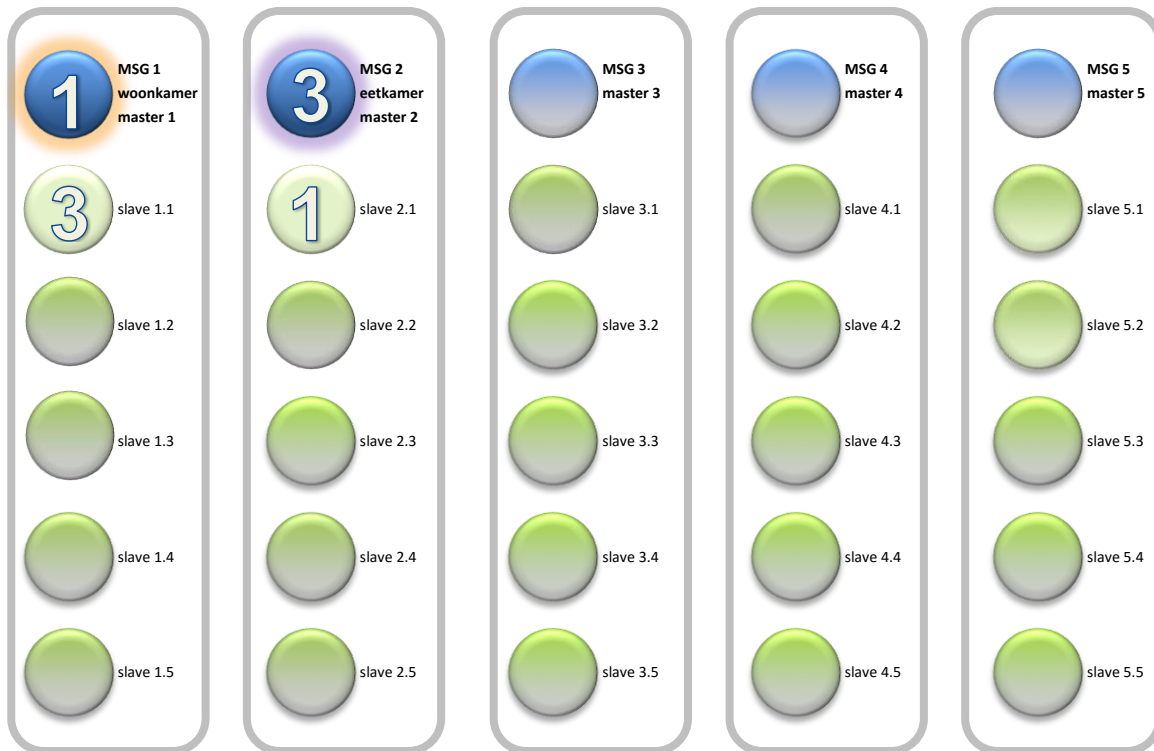 1
MSG 1
woonkamer
master 1
3
slave 1.1
slave 1.2
slave 1.3
slave 1.4
slave 1.5
3
MSG 2
eetkamer
master 2
1
slave 2.1
slave 2.2
slave 2.3
slave 2.4
slave 2.5
MSG 3
master 3
slave 3.1
slave 3.2
slave 3.3
slave 3.4
slave 3.5
MSG 4
master 4
slave 4.1
slave 4.2
slave 4.3
slave 4.4
slave 4.5
MSG 5
master 5
slave 5.1
slave 5.2
slave 5.3
slave 5.4
slave 5.5